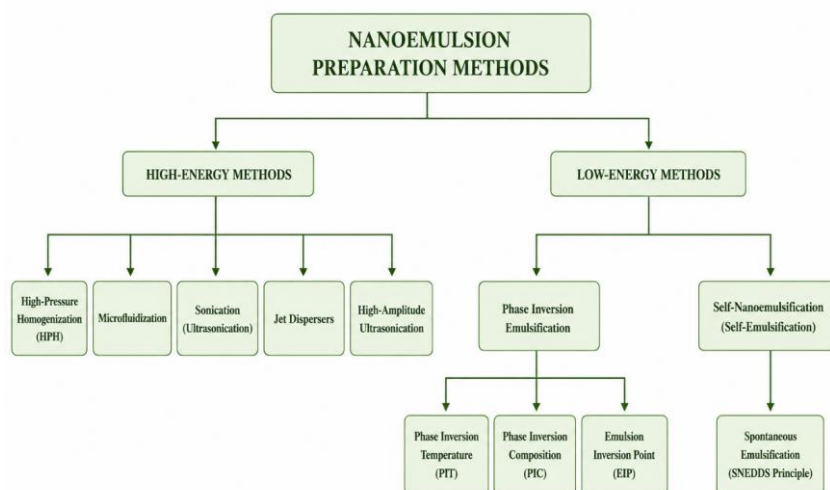 NANOEMULSION
PREPARATION METHODS
HIGH-ENERGY METHODS
LOW-ENERGY METHODS
High-Pressure
Homogenization
(HPH)
Microfluidization
Sonication
(Ultrasonication)
Jet Dispersers
High-Amplitude
Ultrasonication
Phase Inversion
Emulsification
Self-Nanoemulsification
(Self-Emulsification)
Phase Inversion
Temperature
(PIT)
Phase Inversion
Composition
(PIC)
Emulsion
Inversion Point
(EIP)
Spontaneous
Emulsification
(SNEDDS Principle)